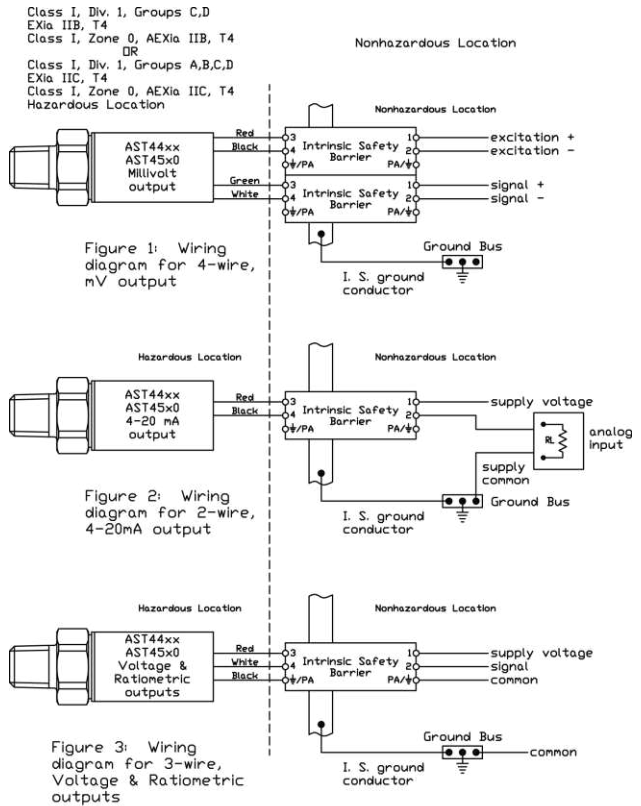 Class I, Div. 1, Groups C,D
EXia IIB, T4
Class I, Zone 0, AEXia IIB, T4
OR
Class I, Div. 1, Groups A,B,C,D
EXia IIC, T4
Class I, Zone 0, AEXia IIC, T4
Hazardous Location
Nonhazardous Location
Nonhazardous Location
AST44xx
AST45x0
Millivolt
output
Red
Black
Green
White
3
4
⏚/PA
Intrinsic Safety
Barrier
1
2
PA/⏚
excitation +
excitation -
3
4
⏚/PA
Intrinsic Safety
Barrier
1
2
PA/⏚
signal +
signal -
Ground Bus
I. S. ground
conductor
Figure 1: Wiring
diagram for 4-wire,
mV output
Hazardous Location
Nonhazardous Location
AST44xx
AST45x0
4-20 mA
output
Red
Black
3
4
⏚/PA
Intrinsic Safety
Barrier
1
2
PA/⏚
supply voltage
RL
analog
input
supply
common
Ground Bus
I. S. ground
conductor
Figure 2: Wiring
diagram for 2-wire,
4-20mA output
Hazardous Location
Nonhazardous Location
AST44xx
AST45x0
Voltage &
Ratiometric
outputs
Red
White
Black
3
4
⏚/PA
Intrinsic Safety
Barrier
1
2
PA/⏚
supply voltage
signal
common
Ground Bus
common
I. S. ground
conductor
Figure 3: Wiring
diagram for 3-wire,
Voltage & Ratiometric
outputs